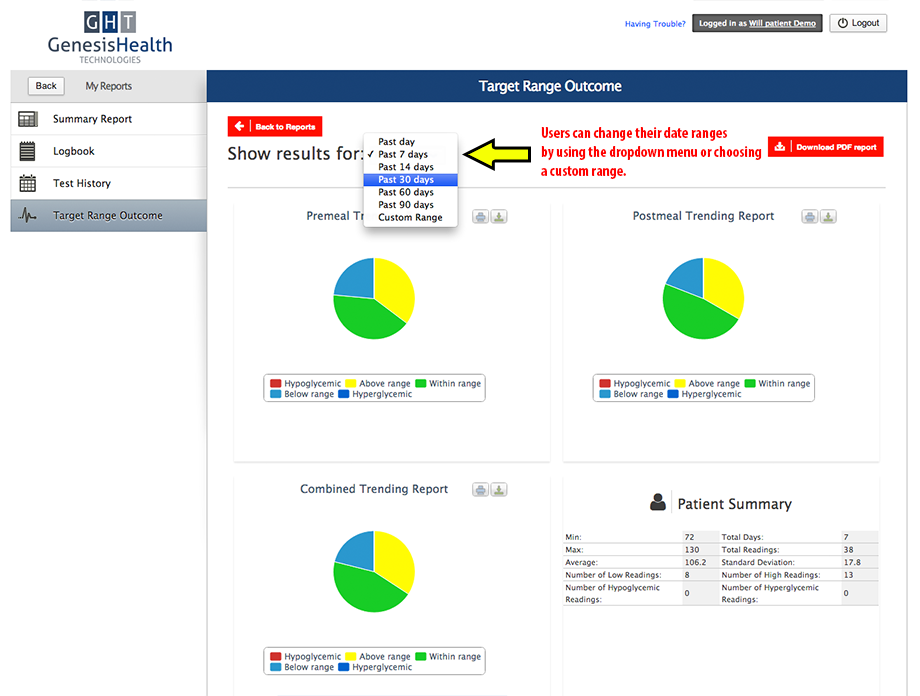 GHT
GenesisHealth
TECHNOLOGIES
Having Trouble?
Logged in as Will patient Demo
Logout
Back
My Reports
Target Range Outcome
Summary Report
Logbook
Test History
Target Range Outcome
Back to Reports
Show results for:
Past day
✓ Past 7 days
Past 14 days
Past 30 days
Past 60 days
Past 90 days
Custom Range
Users can change their date ranges
by using the dropdown menu or choosing
a custom range.
Download PDF report
Premeal Tr
Postmeal Trending Report
Hypoglycemic Above range Within range
Below range Hyperglycemic
Hypoglycemic Above range Within range
Below range Hyperglycemic
Combined Trending Report
Hypoglycemic Above range Within range
Below range Hyperglycemic
Patient Summary
Min: 72 Total Days: 7
Max: 130 Total Readings: 38
Average: 106.2 Standard Deviation: 17.8
Number of Low Readings: 8 Number of High Readings: 13
Number of Hypoglycemic Readings: 0 Number of Hyperglycemic Readings: 0